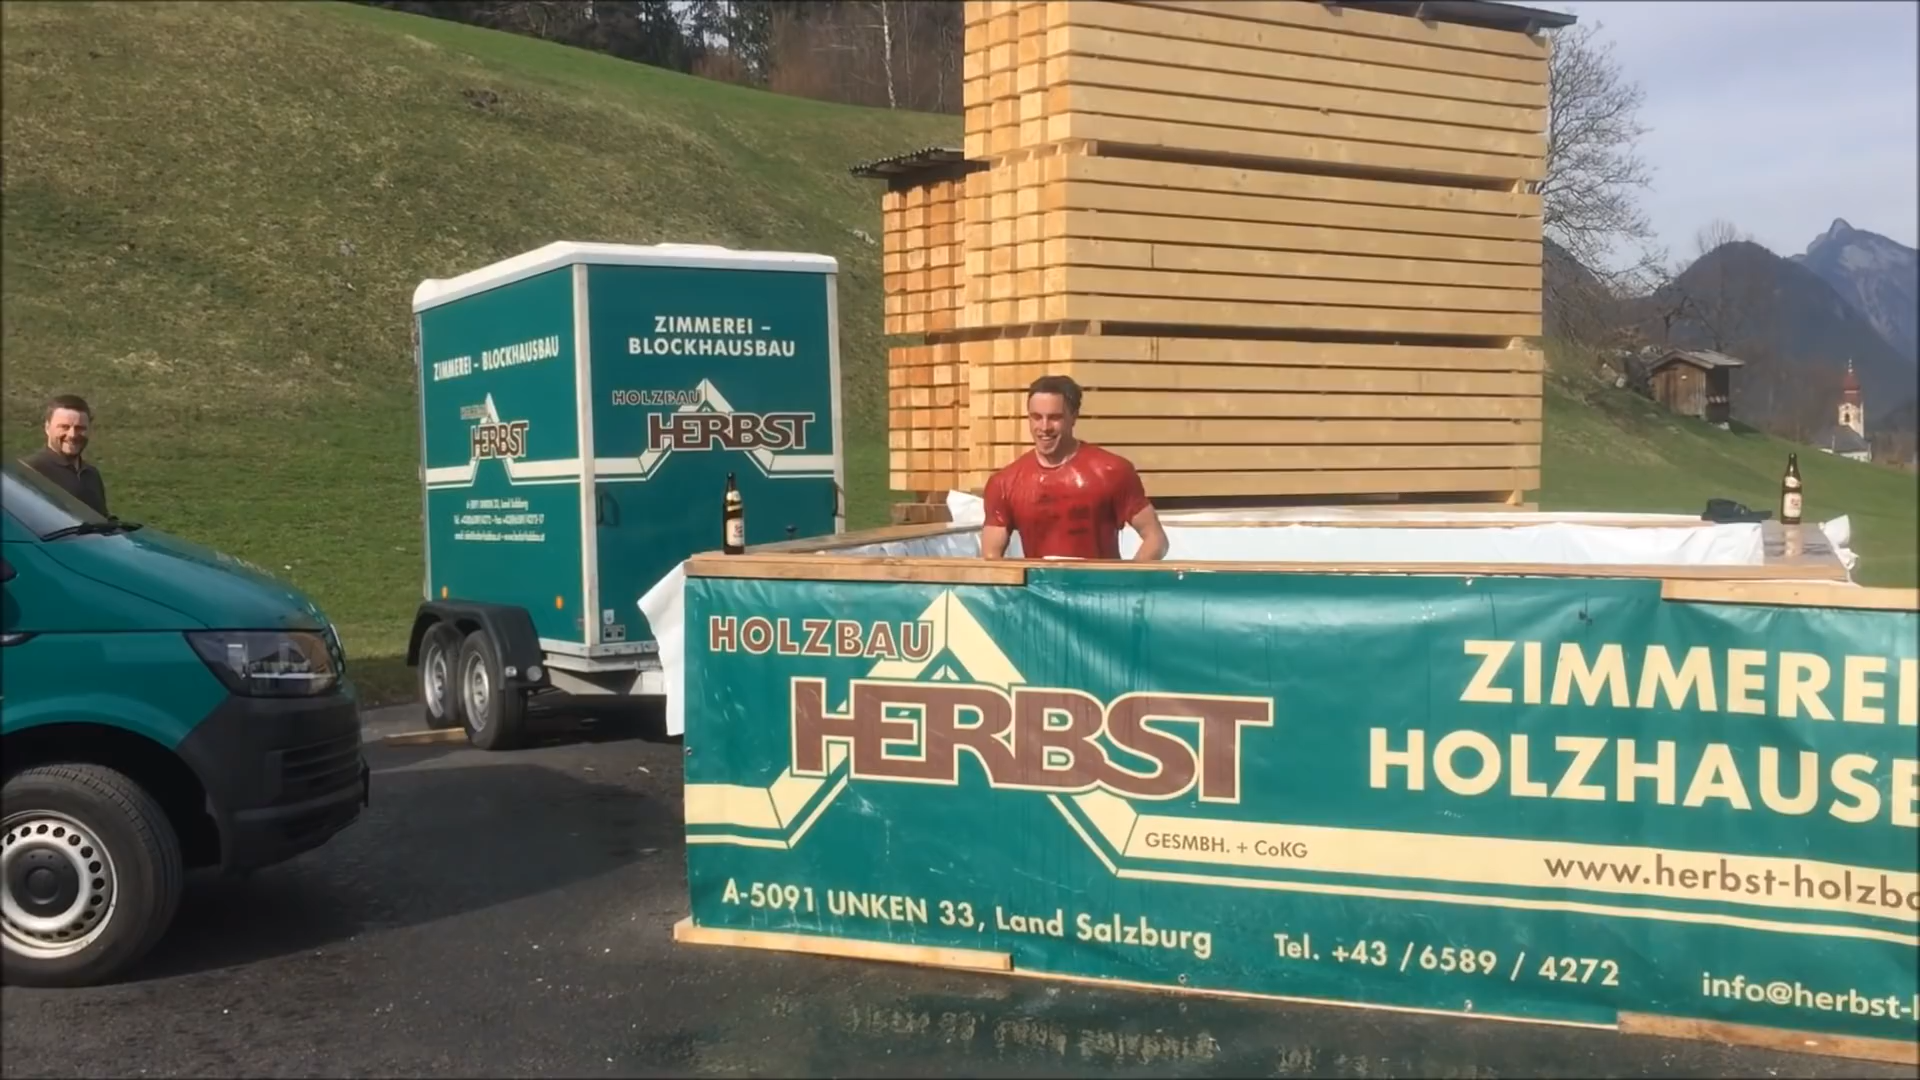 ZIMMEREI – BLOCKHAUSBAU
HERBST
ZIMMEREI –
BLOCKHAUSBAU
HOLZBAU
HERBST
HOLZBAU
HERBST
GESMBH. + CoKG
A-5091 UNKEN 33, Land Salzburg
Tel. +43 / 6589 / 4272
ZIMMEREI
HOLZHAUSE
www.herbst-holzba
info@herbst-